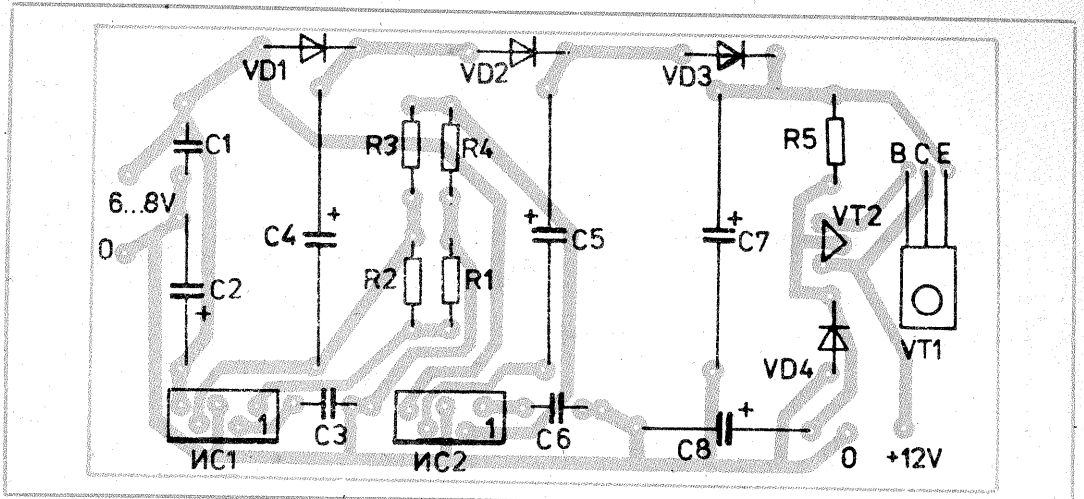 VD1
VD2
VD3
C1
R3
R4
R5
B C E
6...8V
VT2
0
C4
+
+
C5
+
C7
C2
+
R2
R1
VT1
VD4
1
C3
1
C6
C8
+
ИС1
ИС2
0
+12V